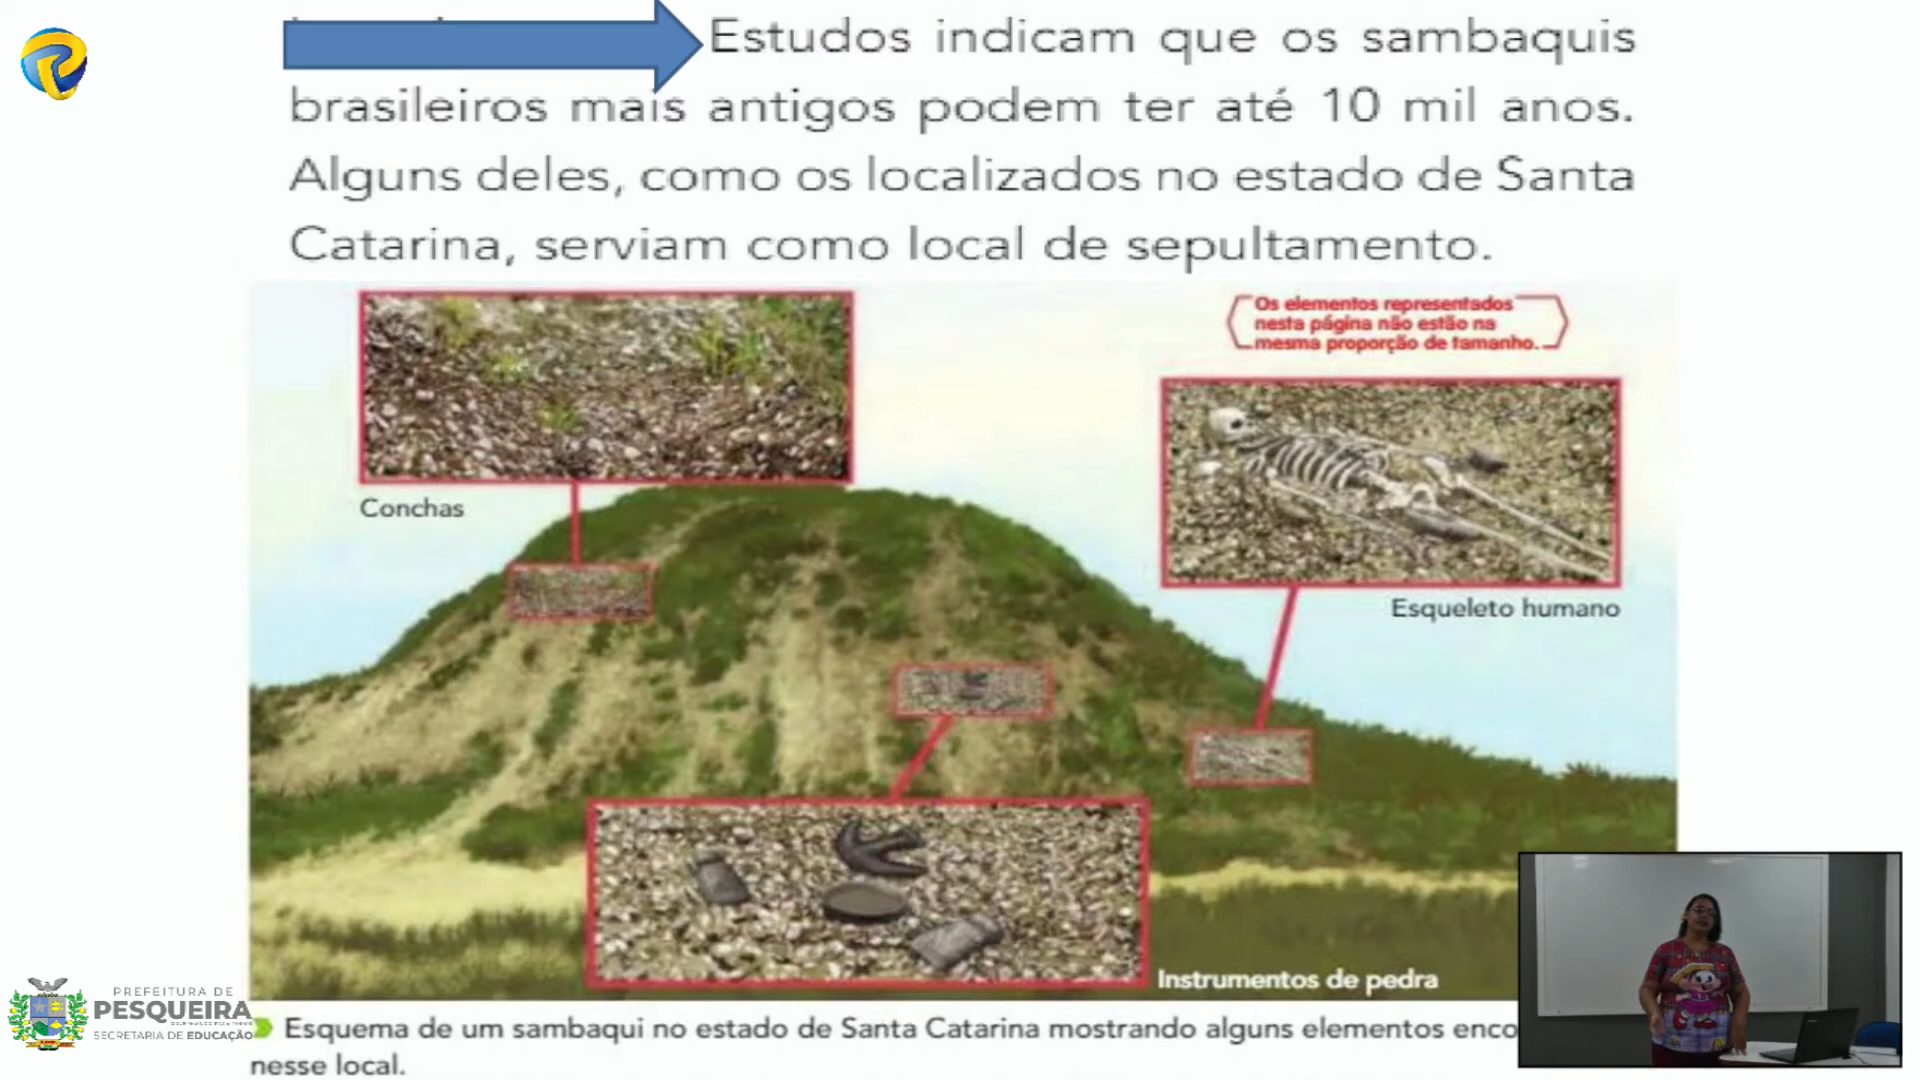 Estudos indicam que os sambaquis
brasileiros mais antigos podem ter até 10 mil anos.
Alguns deles, como os localizados no estado de Santa
Catarina, serviam como local de sepultamento.
Os elementos representados
nesta página não estão na
mesma proporção de tamanho.
Conchas
Esqueleto humano
Instrumentos de pedra
PREFEITURA DE
PESQUEIRA
SECRETARIA DE EDUCAÇÃO
Esquema de um sambaqui no estado de Santa Catarina mostrando alguns elementos enco
nesse local.